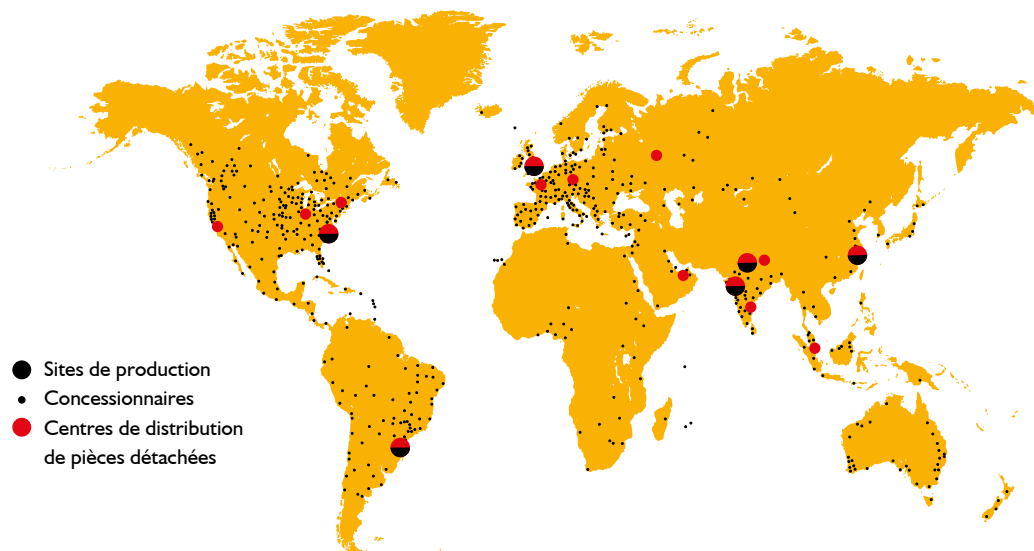 Sites de production
Concessionnaires
Centres de distribution
de pièces détachées